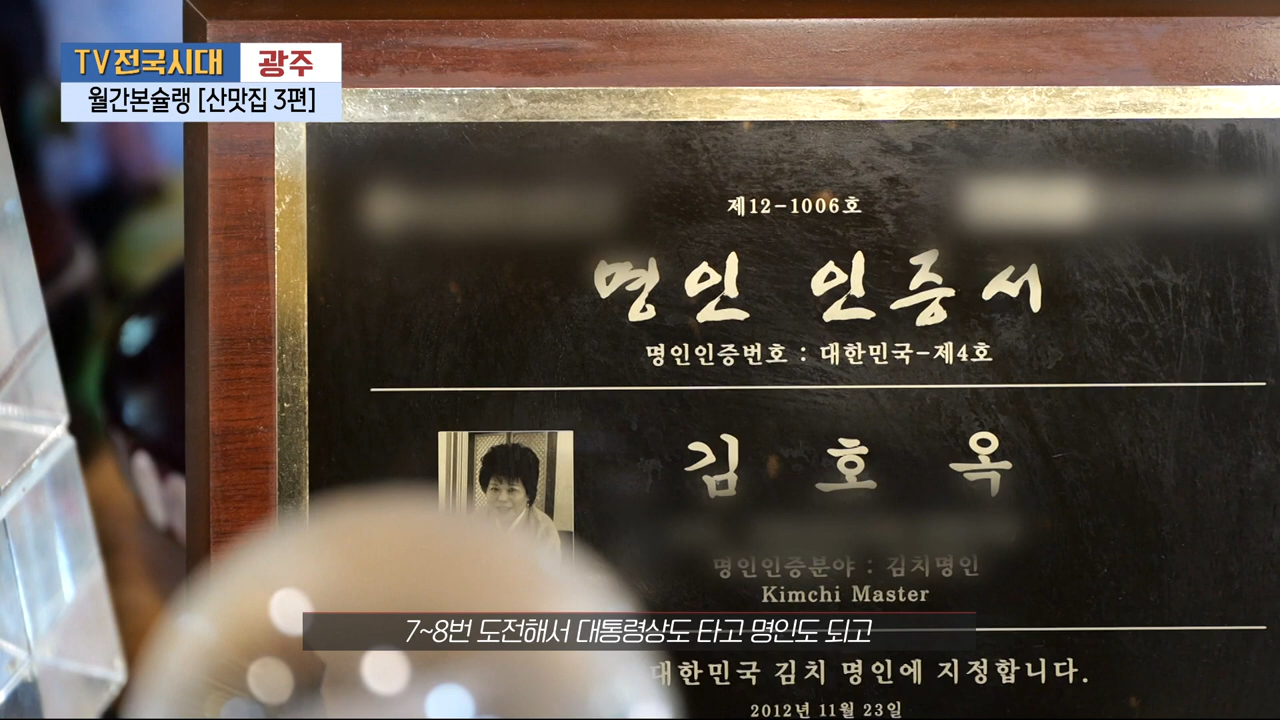 TV전국시대 광주
월간본슐랭 [산맛집 3편]
제12-1006호
명인 인증서
명인인증번호 : 대한민국-제4호
김호옥
명인인증분야 : 김치명인
Kimchi Master
7~8번 도전해서 대통령상도 타고 명인도 되고
대한민국 김치 명인에 지정합니다.
2012년 11월 23일